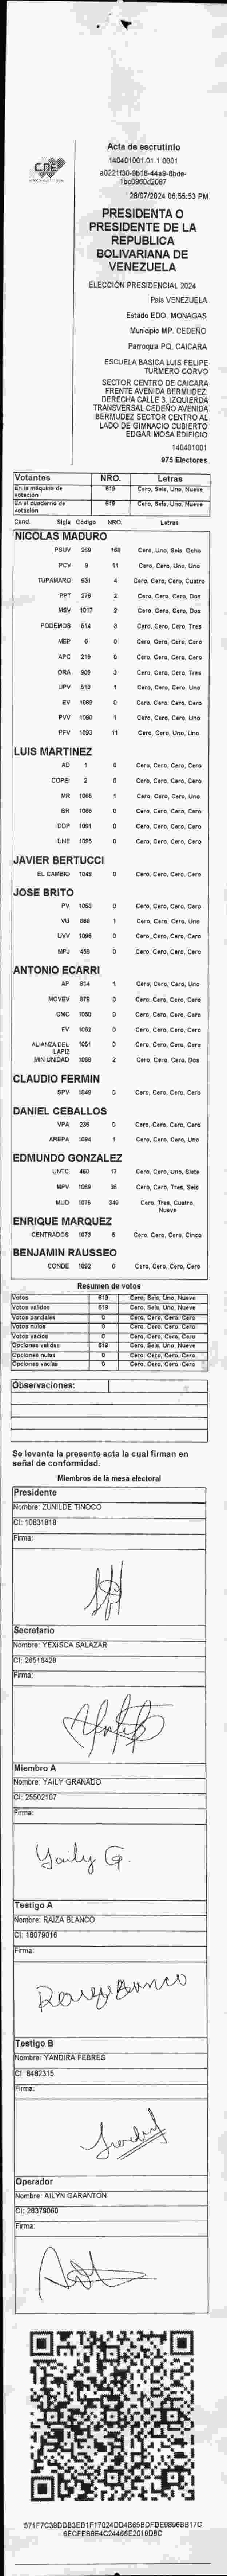 CNE
Acta de escrutinio
140401001.01.1.0001
a0221f30-9b18-44a9-8bde-
1bc0960d2087
28/07/2024 06:55:53 PM
PRESIDENTA O
PRESIDENTE DE LA
REPUBLICA
BOLIVARIANA DE
VENEZUELA
ELECCIÓN PRESIDENCIAL 2024
País VENEZUELA
Estado EDO. MONAGAS
Municipio MP. CEDEÑO
Parroquia PQ. CAICARA
ESCUELA BASICA LUIS FELIPE
TURMERO CORVO
SECTOR CENTRO DE CAICARA
FRENTE AVENIDA BERMUDEZ.
DERECHA CALLE 3. IZQUIERDA
TRANSVERSAL CEDEÑO AVENIDA
BERMUDEZ SECTOR CENTRO AL
LADO DE GIMNACIO CUBIERTO
EDGAR MOSA EDIFICIO
140401001
975 Electores
Votantes NRO. Letras
En la máquina de votación 619 Cero, Seis, Uno, Nueve
En el cuaderno de votación 619 Cero, Seis, Uno, Nueve
Cand. Sigla Código NRO. Letras
NICOLAS MADURO
PSUV 269 168 Cero, Uno, Seis, Ocho
PCV 9 11 Cero, Cero, Uno, Uno
TUPAMARO 931 4 Cero, Cero, Cero, Cuatro
PPT 276 2 Cero, Cero, Cero, Dos
MSV 1017 2 Cero, Cero, Cero, Dos
PODEMOS 514 3 Cero, Cero, Cero, Tres
MEP 6 0 Cero, Cero, Cero, Cero
APC 219 0 Cero, Cero, Cero, Cero
ORA 906 3 Cero, Cero, Cero, Tres
UPV 513 1 Cero, Cero, Cero, Uno
EV 1089 0 Cero, Cero, Cero, Cero
PVV 1090 1 Cero, Cero, Cero, Uno
PFV 1093 11 Cero, Cero, Uno, Uno
LUIS MARTINEZ
AD 1 0 Cero, Cero, Cero, Cero
COPEI 2 0 Cero, Cero, Cero, Cero
MR 1065 1 Cero, Cero, Cero, Uno
BR 1066 0 Cero, Cero, Cero, Cero
DDP 1091 0 Cero, Cero, Cero, Cero
UNE 1095 0 Cero, Cero, Cero, Cero
JAVIER BERTUCCI
EL CAMBIO 1048 0 Cero, Cero, Cero, Cero
JOSE BRITO
PV 1053 0 Cero, Cero, Cero, Cero
VU 868 1 Cero, Cero, Cero, Uno
UVV 1096 0 Cero, Cero, Cero, Cero
MPJ 456 0 Cero, Cero, Cero, Cero
ANTONIO ECARRI
AP 814 1 Cero, Cero, Cero, Uno
MOVEV 879 0 Cero, Cero, Cero, Cero
CMC 1050 0 Cero, Cero, Cero, Cero
FV 1062 0 Cero, Cero, Cero, Cero
ALIANZA DEL LAPIZ 1051 0 Cero, Cero, Cero, Cero
MIN UNIDAD 1088 2 Cero, Cero, Cero, Dos
CLAUDIO FERMIN
SPV 1049 0 Cero, Cero, Cero, Cero
DANIEL CEBALLOS
VPA 236 0 Cero, Cero, Cero, Cero
AREPA 1094 1 Cero, Cero, Cero, Uno
EDMUNDO GONZALEZ
UNTC 460 17 Cero, Cero, Uno, Siete
MPV 1089 36 Cero, Cero, Tres, Seis
MUD 1075 349 Cero, Tres, Cuatro, Nueve
ENRIQUE MARQUEZ
CENTRADOS 1073 5 Cero, Cero, Cero, Cinco
BENJAMIN RAUSSEO
CONDE 1092 0 Cero, Cero, Cero, Cero
Resumen de votos
Votos 619 Cero, Seis, Uno, Nueve
Votos validos 619 Cero, Seis, Uno, Nueve
Votos parciales 0 Cero, Cero, Cero, Cero
Votos nulos 0 Cero, Cero, Cero, Cero
Votos vacios 0 Cero, Cero, Cero, Cero
Opciones validas 619 Cero, Seis, Uno, Nueve
Opciones nulas 0 Cero, Cero, Cero, Cero
Opciones vacias 0 Cero, Cero, Cero, Cero
Observaciones:
Se levanta la presente acta la cual firman en
señal de conformidad.
Miembros de la mesa electoral
Presidente
Nombre: ZUNILDE TINOCO
CI: 10831918
Firma:
Secretario
Nombre: YEXISCA SALAZAR
CI: 26516428
Firma:
Miembro A
Nombre: YAILY GRANADO
CI: 25502107
Firma:
Yaily G.
Testigo A
Nombre: RAIZA BLANCO
CI: 18079016
Firma:
Testigo B
Nombre: YANDIRA FEBRES
CI: 8482315
Firma:
Operador
Nombre: AILYN GARANTON
CI: 26379060
Firma:
571F7C39DDB3ED1F17024DD4B65BDFDE9896BB17C
6ECFEB8E4C24466E2019D8C